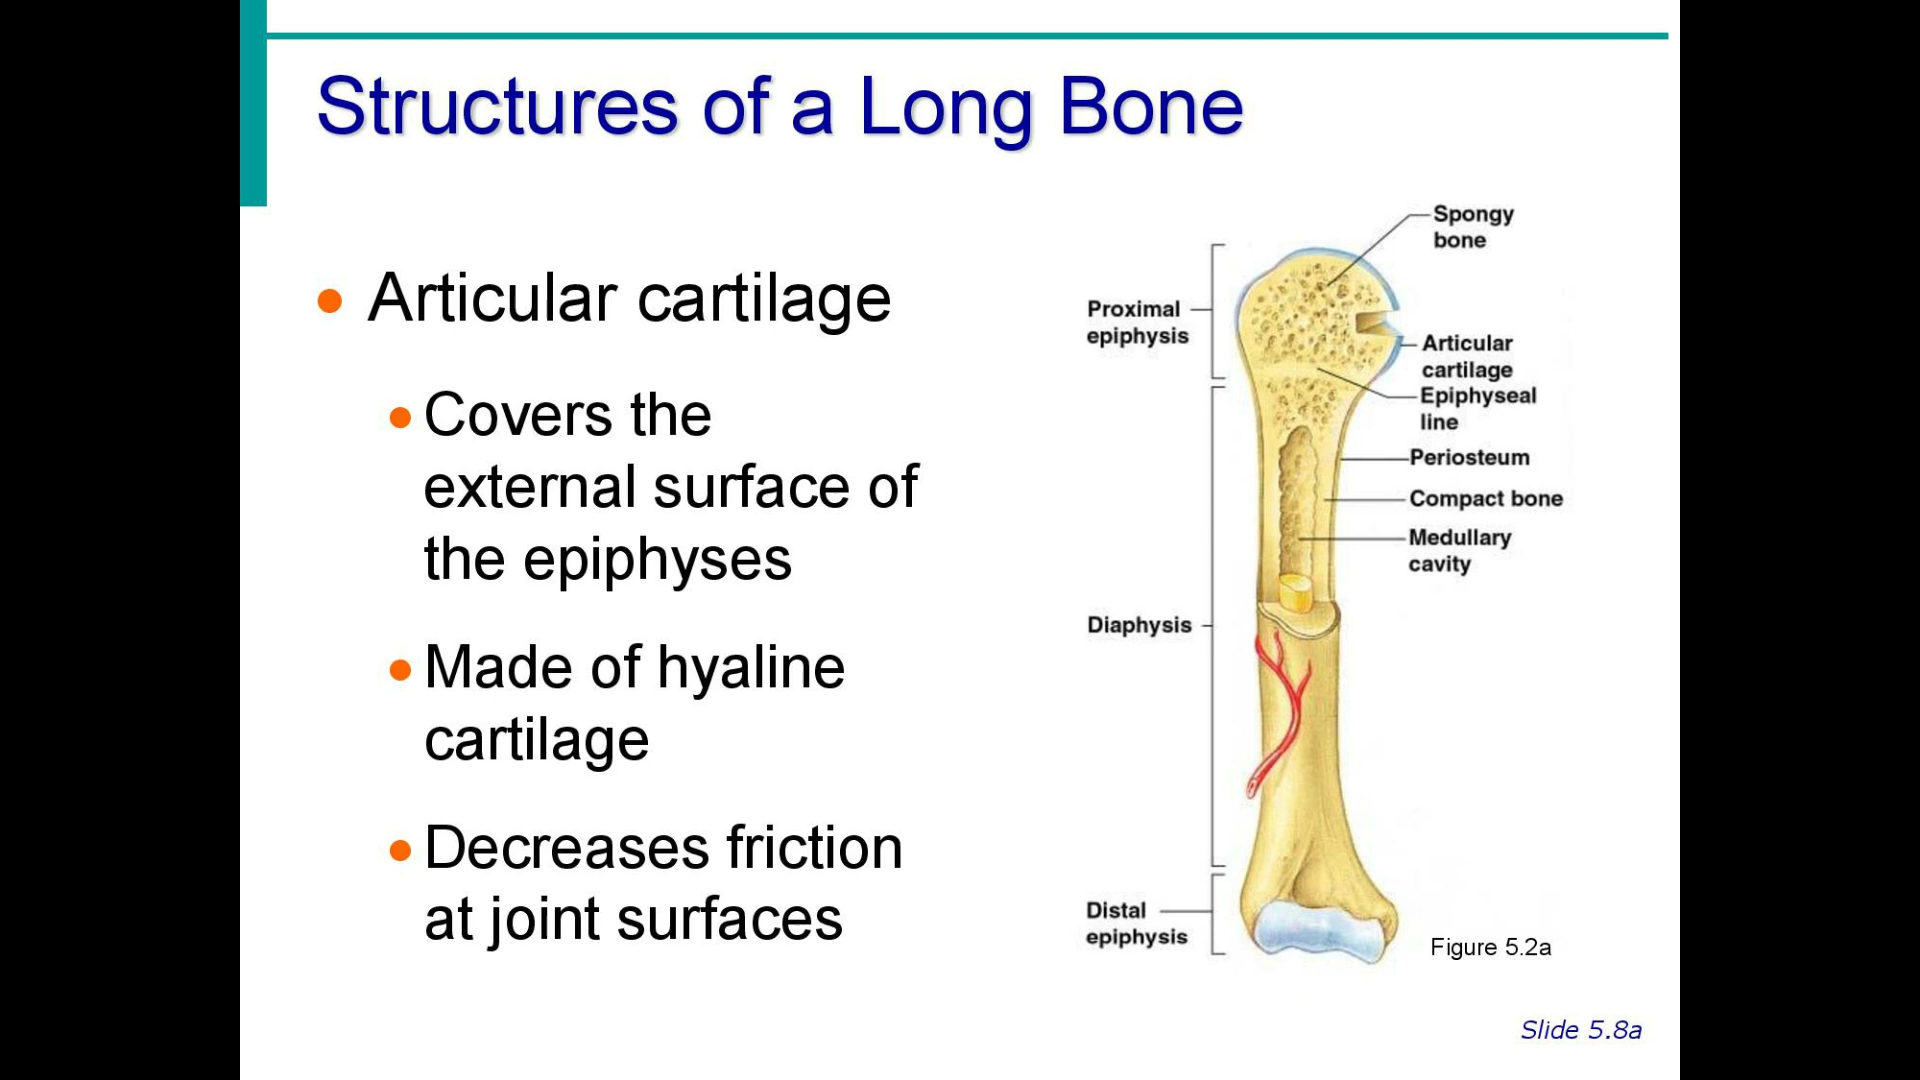 Structures of a Long Bone
• Articular cartilage
• Covers the
external surface of
the epiphyses
• Made of hyaline
cartilage
• Decreases friction
at joint surfaces
Spongy
bone
Proximal
epiphysis
Articular
cartilage
Epiphyseal
line
Periosteum
Compact bone
Medullary
cavity
Diaphysis
Distal
epiphysis
Figure 5.2a
Slide 5.8a